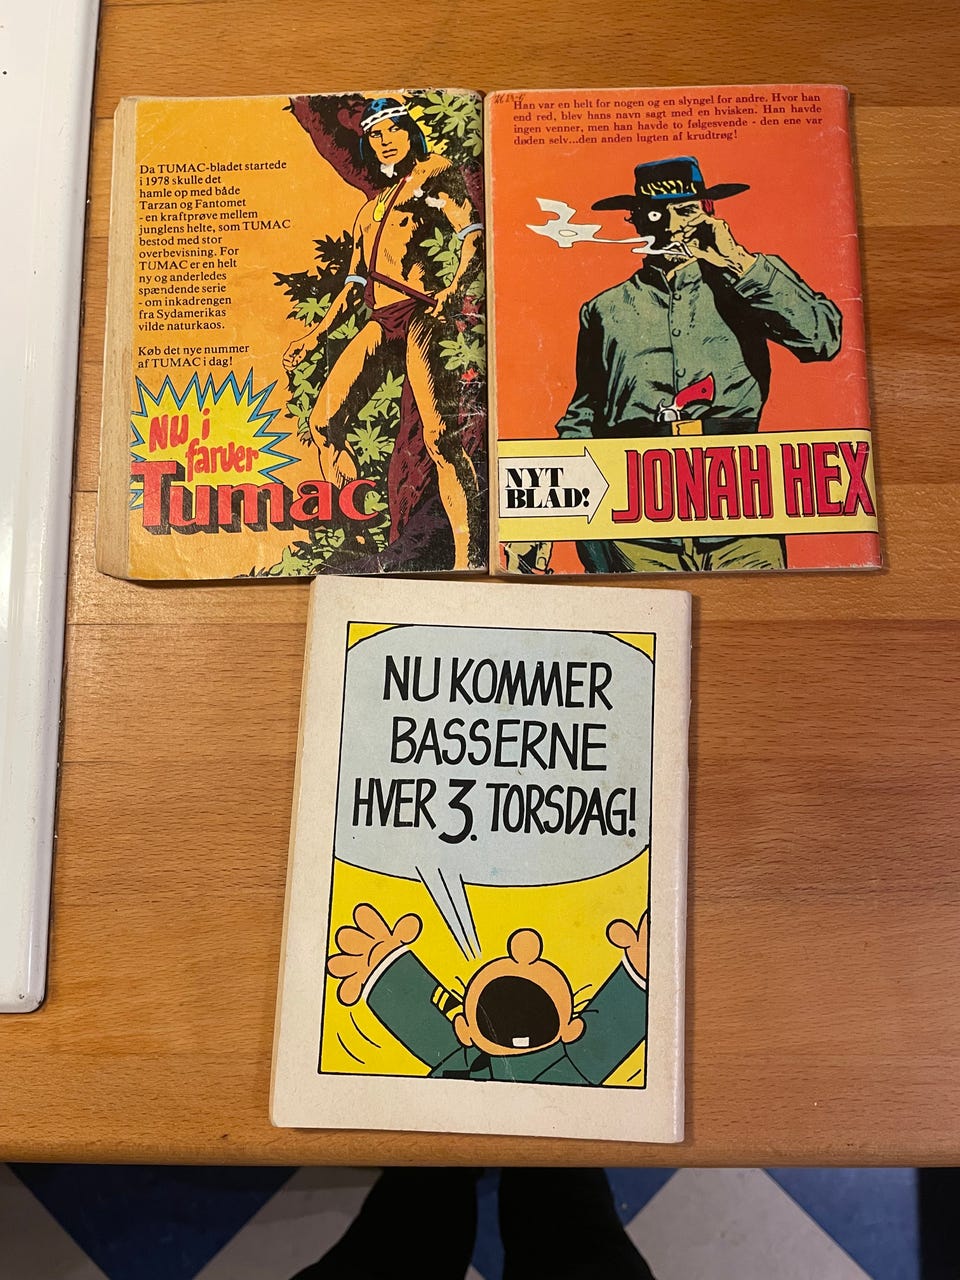 Da TUMAC-bladet startede
i 1978 skulle det
hamle op med både
Tarzan og Fantomet
- en kraftprøve mellem
junglens helte, som TUMAC
bestod med stor
overbevisning. For
TUMAC er en helt
ny og anderledes
spændende serie
- om inkadrengen
fra Sydamerikas
vilde naturkaos.
Køb det nye nummer
af TUMAC i dag!
NU i
farver
Tumac
Han var en helt for nogen og en slyngel for andre. Hvor han
end red, blev hans navn sagt med en hvisken. Han havde
ingen venner, men han havde to følgesvende - den ene var
døden selv...den anden lugten af krudtrøg!
NYT
BLAD!
JONAH HEX
NU KOMMER
BASSERNE
HVER 3. TORSDAG!